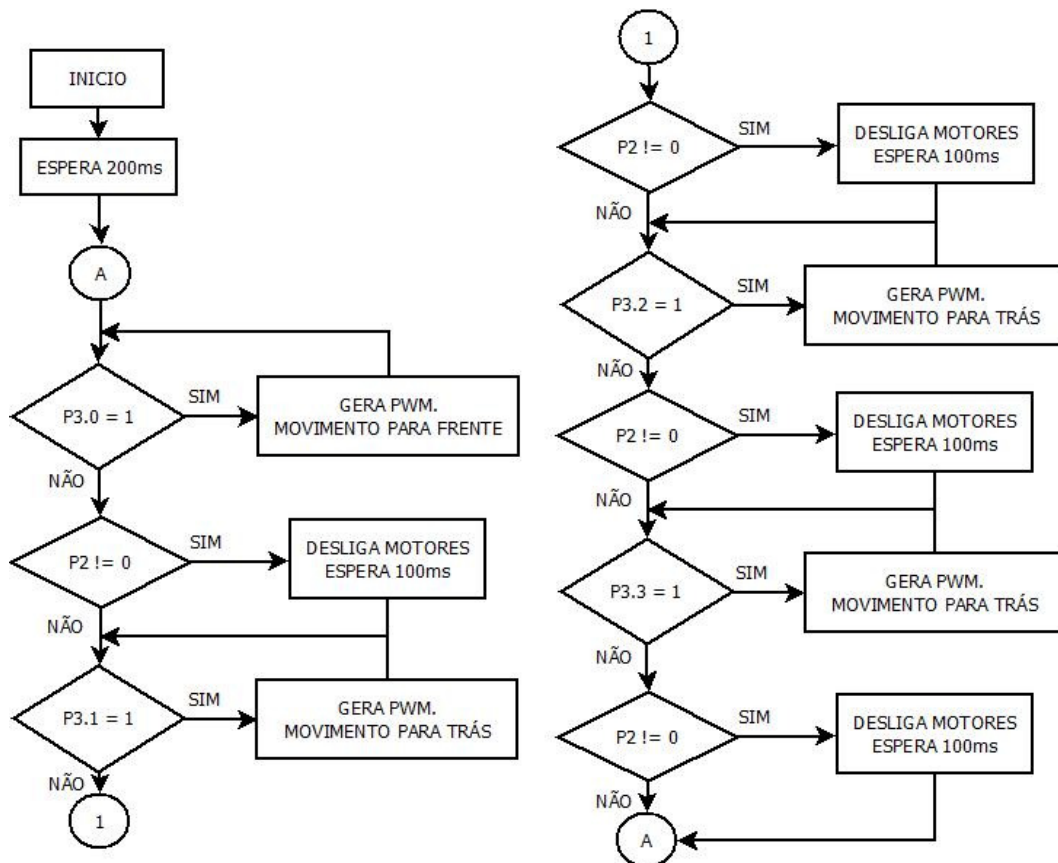 INICIO
ESPERA 200ms
A
P3.0 = 1
SIM
GERA PWM.
MOVIMENTO PARA FRENTE
NÃO
P2 != 0
SIM
DESLIGA MOTORES
ESPERA 100ms
NÃO
P3.1 = 1
SIM
GERA PWM.
MOVIMENTO PARA TRÁS
NÃO
1
1
P2 != 0
SIM
DESLIGA MOTORES
ESPERA 100ms
NÃO
P3.2 = 1
SIM
GERA PWM.
MOVIMENTO PARA TRÁS
NÃO
P2 != 0
SIM
DESLIGA MOTORES
ESPERA 100ms
NÃO
P3.3 = 1
SIM
GERA PWM.
MOVIMENTO PARA TRÁS
NÃO
P2 != 0
SIM
DESLIGA MOTORES
ESPERA 100ms
NÃO
A